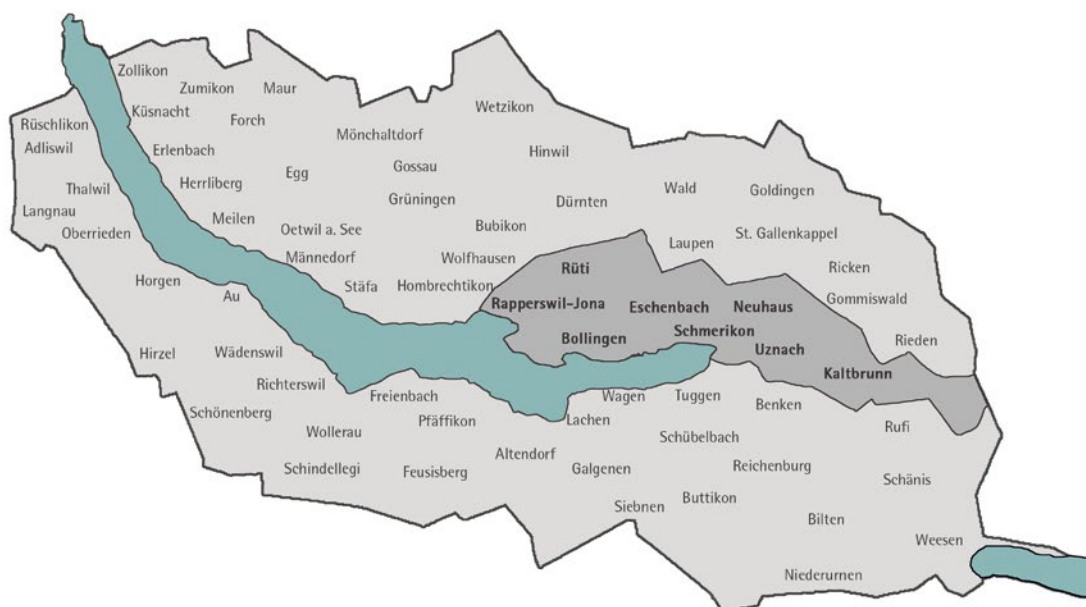 Zollikon
Zumikon
Maur
Küsnacht
Forch
Wetzikon
Rüschlikon
Adliswil
Erlenbach
Mönchaltdorf
Hinwil
Thalwil
Herrliberg
Egg
Gossau
Grüningen
Dürnten
Wald
Goldingen
Langnau
Oberrieden
Meilen
Oetwil a. See
Bubikon
Laupen
St. Gallenkappel
Männedorf
Wolfhausen
Rüti
Ricken
Horgen
Au
Stäfa
Hombrechtikon
Rapperswil-Jona
Eschenbach
Neuhaus
Gommiswald
Bollingen
Schmerikon
Uznach
Rieden
Hirzel
Wädenswil
Kaltbrunn
Richterswil
Freienbach
Wagen
Tuggen
Benken
Schönenberg
Pfäffikon
Lachen
Rufi
Wollerau
Schübelbach
Schindellegi
Feusisberg
Altendorf
Galgenen
Reichenburg
Schänis
Siebnen
Buttikon
Bilten
Weesen
Niederurnen